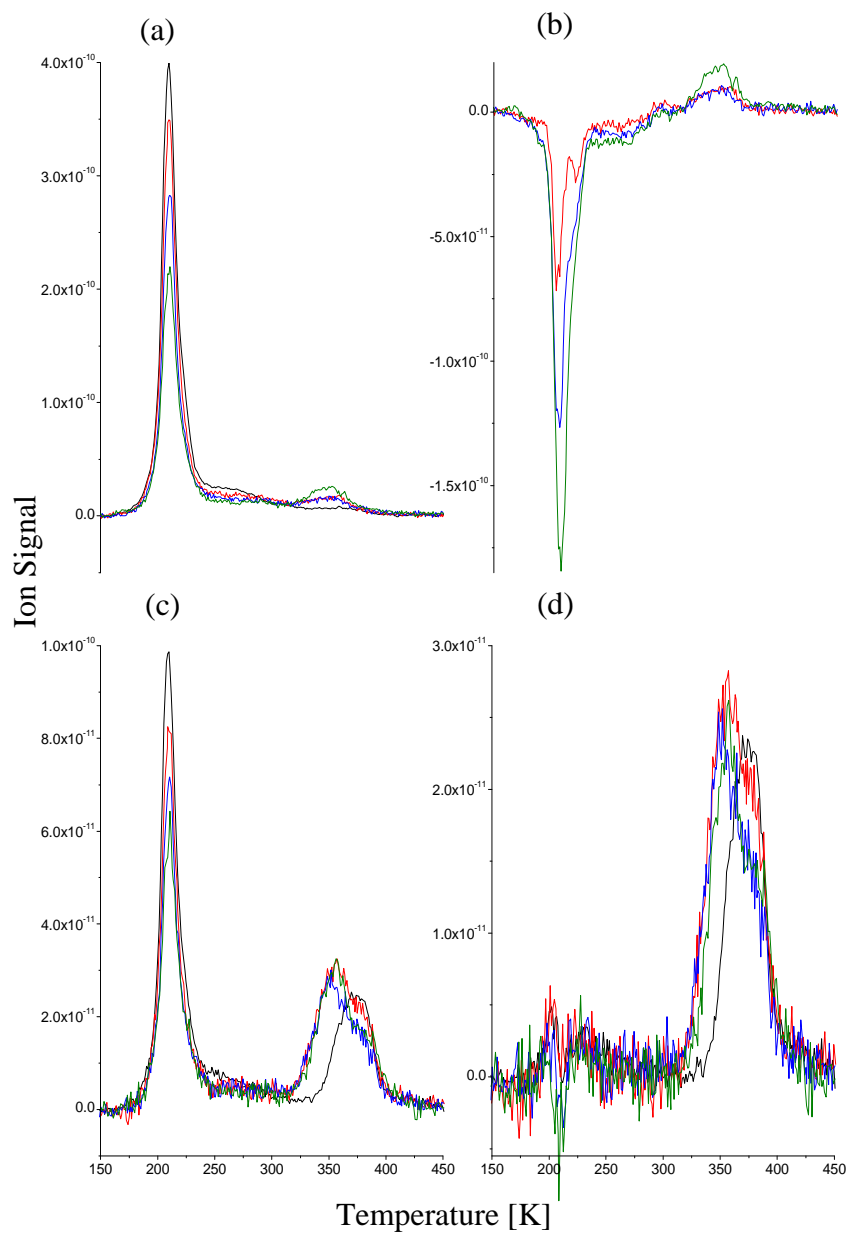 (a)
(b)
4.0x10⁻¹⁰
3.0x10⁻¹⁰
2.0x10⁻¹⁰
1.0x10⁻¹⁰
0.0
0.0
-5.0x10⁻¹¹
-1.0x10⁻¹⁰
-1.5x10⁻¹⁰
Ion Signal
(c)
(d)
1.0x10⁻¹⁰
8.0x10⁻¹¹
6.0x10⁻¹¹
4.0x10⁻¹¹
2.0x10⁻¹¹
0.0
150 200 250 300 350 400 450
3.0x10⁻¹¹
2.0x10⁻¹¹
1.0x10⁻¹¹
0.0
150 200 250 300 350 400 450
Temperature [K]